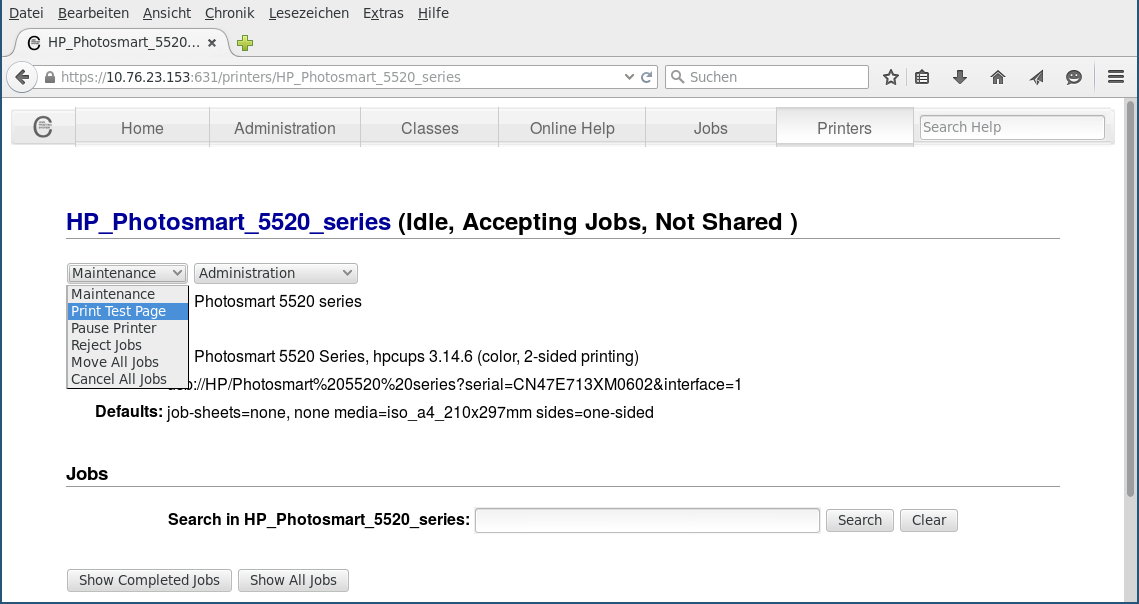 Datei Bearbeiten Ansicht Chronik Lesezeichen Extras Hilfe
HP_Photosmart_5520...
https://10.76.23.153:631/printers/HP_Photosmart_5520_series Suchen
Home Administration Classes Online Help Jobs Printers Search Help
HP_Photosmart_5520_series (Idle, Accepting Jobs, Not Shared )
Maintenance Administration
Maintenance
Print Test Page
Pause Printer
Reject Jobs
Move All Jobs
Cancel All Jobs
Photosmart 5520 series
Photosmart 5520 Series, hpcups 3.14.6 (color, 2-sided printing)
://HP/Photosmart%205520%20series?serial=CN47E713XM0602&interface=1
Defaults: job-sheets=none, none media=iso_a4_210x297mm sides=one-sided
Jobs
Search in HP_Photosmart_5520_series: Search Clear
Show Completed Jobs Show All Jobs